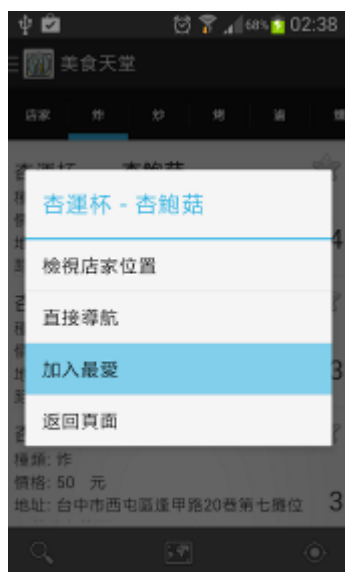 68% 02:38
美食天堂
店家 炸 炒 烤 滷
杏運杯 - 杏鮑菇
檢視店家位置
直接導航
加入最愛
返回頁面
種類: 炸
價格: 50 元
地址: 台中市西屯區逢甲路20巷第七攤位 3